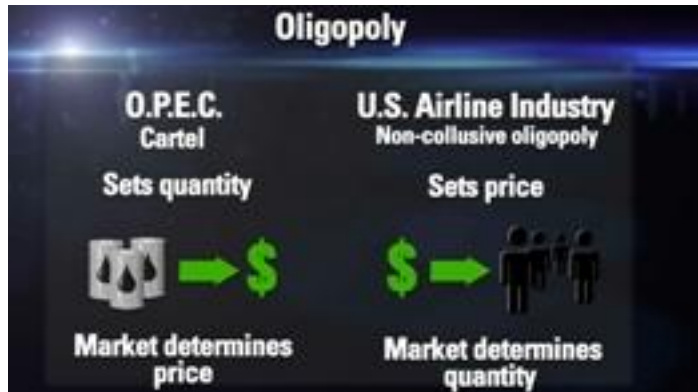 Oligopoly
O.P.E.C.
Cartel
Sets quantity
$
Market determines
price
U.S. Airline Industry
Non-collusive oligopoly
Sets price
$
Market determines
quantity